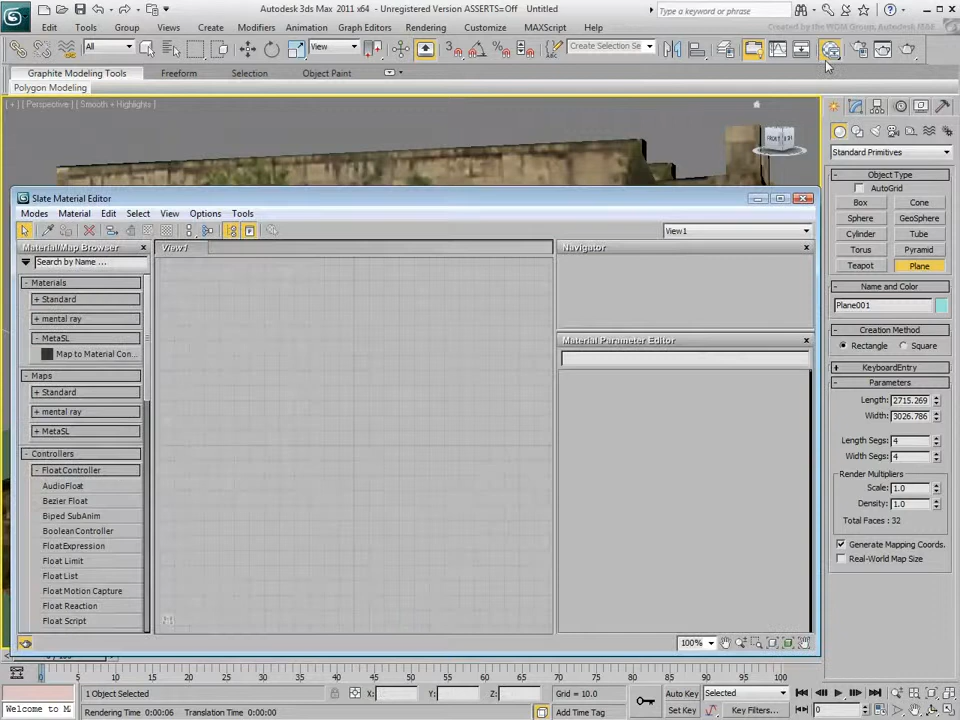 Autodesk 3ds Max 2011 x64 - Unregistered Version ASSERTS=Off Untitled
Type a keyword or phrase
Created by the WGM Group, Autodesk M&E
Edit Tools Group Views Create Modifiers Animation Graph Editors Rendering Customize MAXScript Help
All View Create Selection Se
Graphite Modeling Tools Freeform Selection Object Paint
Polygon Modeling
[ + ] [ Perspective ] [ Smooth + Highlights ]
FRONT
Slate Material Editor
Modes Material Edit Select View Options Tools
View1
Material/Map Browser
View1
Navigator
Search by Name ...
- Materials
+ Standard
+ mental ray
- MetaSL
Map to Material Con...
- Maps
+ Standard
+ mental ray
+ MetaSL
- Controllers
- FloatController
AudioFloat
Bezier Float
Biped SubAnim
BooleanController
FloatExpression
Float Limit
Float List
Float Motion Capture
Float Reaction
Float Script
Material Parameter Editor
100%
Standard Primitives
- Object Type
AutoGrid
Box Cone
Sphere GeoSphere
Cylinder Tube
Torus Pyramid
Teapot Plane
- Name and Color
Plane001
- Creation Method
Rectangle Square
+ KeyboardEntry
- Parameters
Length: 2715.269
Width: 3026.786
Length Segs: 4
Width Segs: 4
Render Multipliers
Scale: 1.0
Density: 1.0
Total Faces : 32
Generate Mapping Coords.
Real-World Map Size
0 5 10 15 20 25 30 35 40 45 50 55 60 65 70 75 80 85 90 95 100
1 Object Selected X: Y: Z: Grid = 10.0 Auto Key Selected
Welcome to M Rendering Time 0:00:06 Translation Time 0:00:00 Add Time Tag Set Key Key Filters... 0